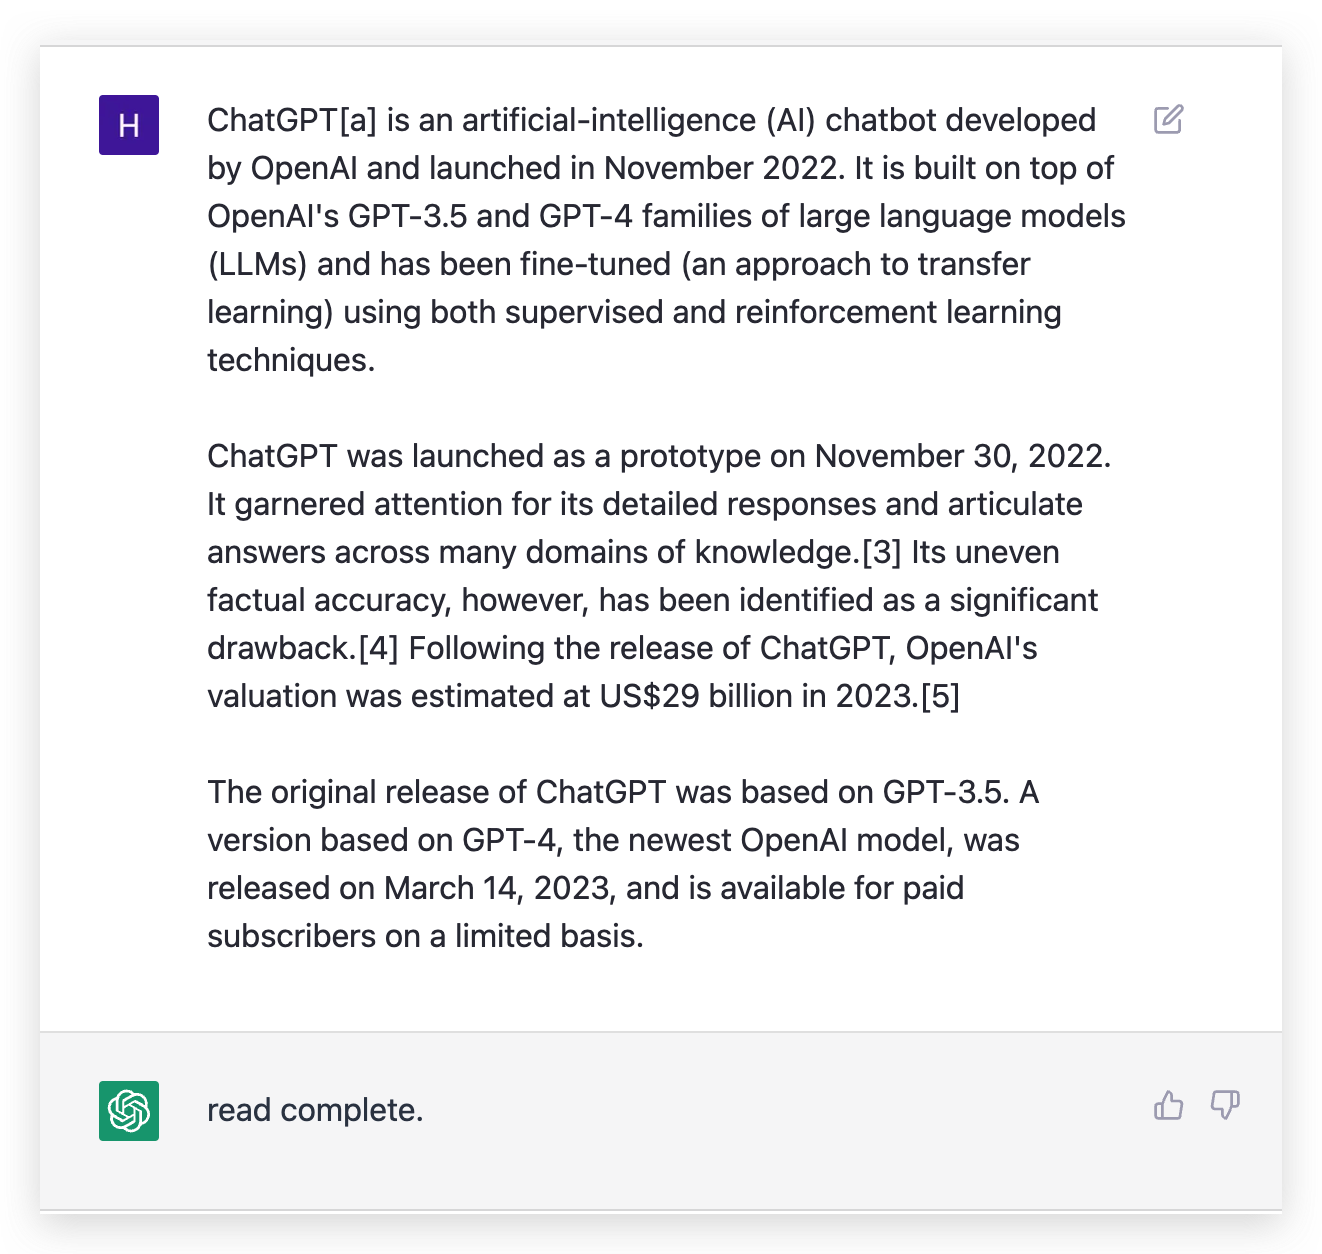 H
ChatGPT[a] is an artificial-intelligence (AI) chatbot developed
by OpenAI and launched in November 2022. It is built on top of
OpenAI's GPT-3.5 and GPT-4 families of large language models
(LLMs) and has been fine-tuned (an approach to transfer
learning) using both supervised and reinforcement learning
techniques.
ChatGPT was launched as a prototype on November 30, 2022.
It garnered attention for its detailed responses and articulate
answers across many domains of knowledge.[3] Its uneven
factual accuracy, however, has been identified as a significant
drawback.[4] Following the release of ChatGPT, OpenAI's
valuation was estimated at US$29 billion in 2023.[5]
The original release of ChatGPT was based on GPT-3.5. A
version based on GPT-4, the newest OpenAI model, was
released on March 14, 2023, and is available for paid
subscribers on a limited basis.
read complete.